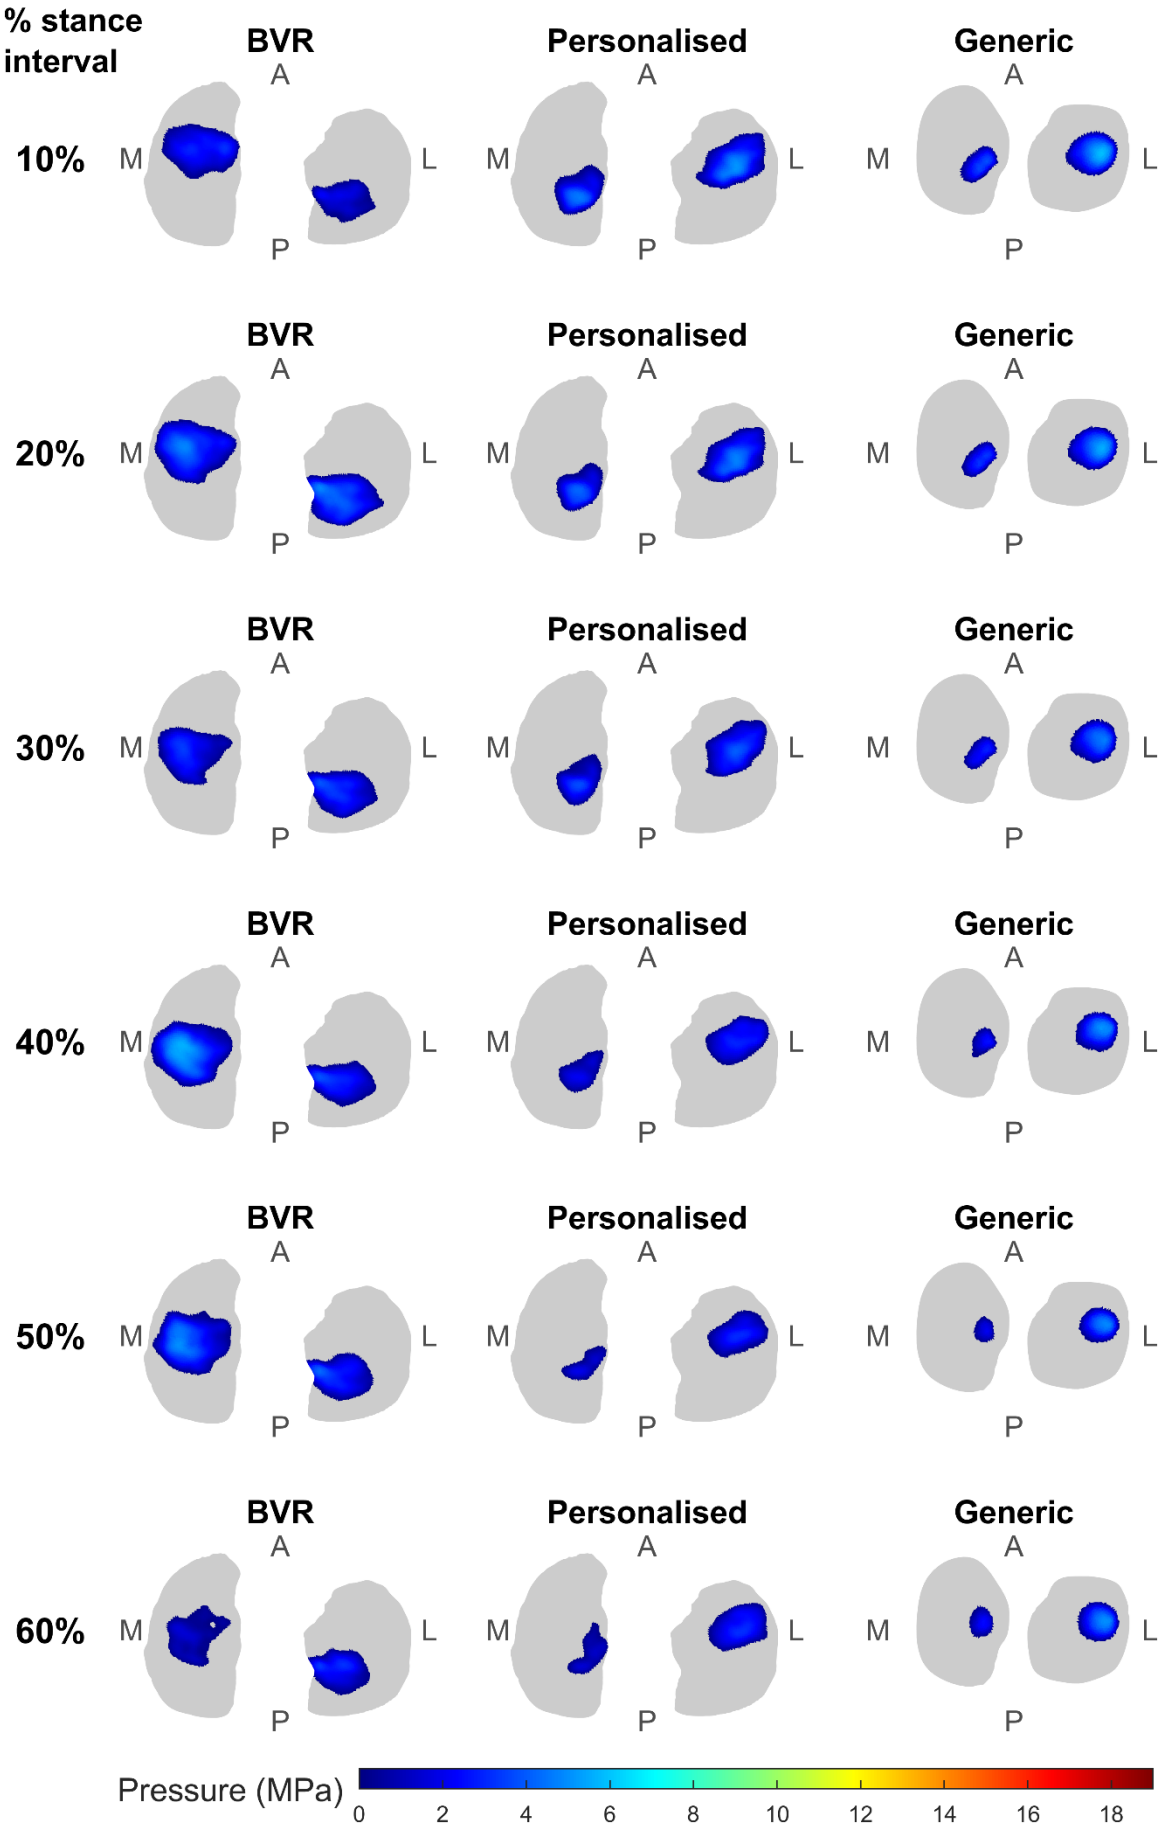 % stance
interval
BVR Personalised Generic
A A A
10% M L M L M L
P P P
BVR Personalised Generic
A A A
20% M L M L M L
P P P
BVR Personalised Generic
A A A
30% M L M L M L
P P P
BVR Personalised Generic
A A A
40% M L M L M L
P P P
BVR Personalised Generic
A A A
50% M L M L M L
P P P
BVR Personalised Generic
A A A
60% M L M L M L
P P P
Pressure (MPa)
0 2 4 6 8 10 12 14 16 18